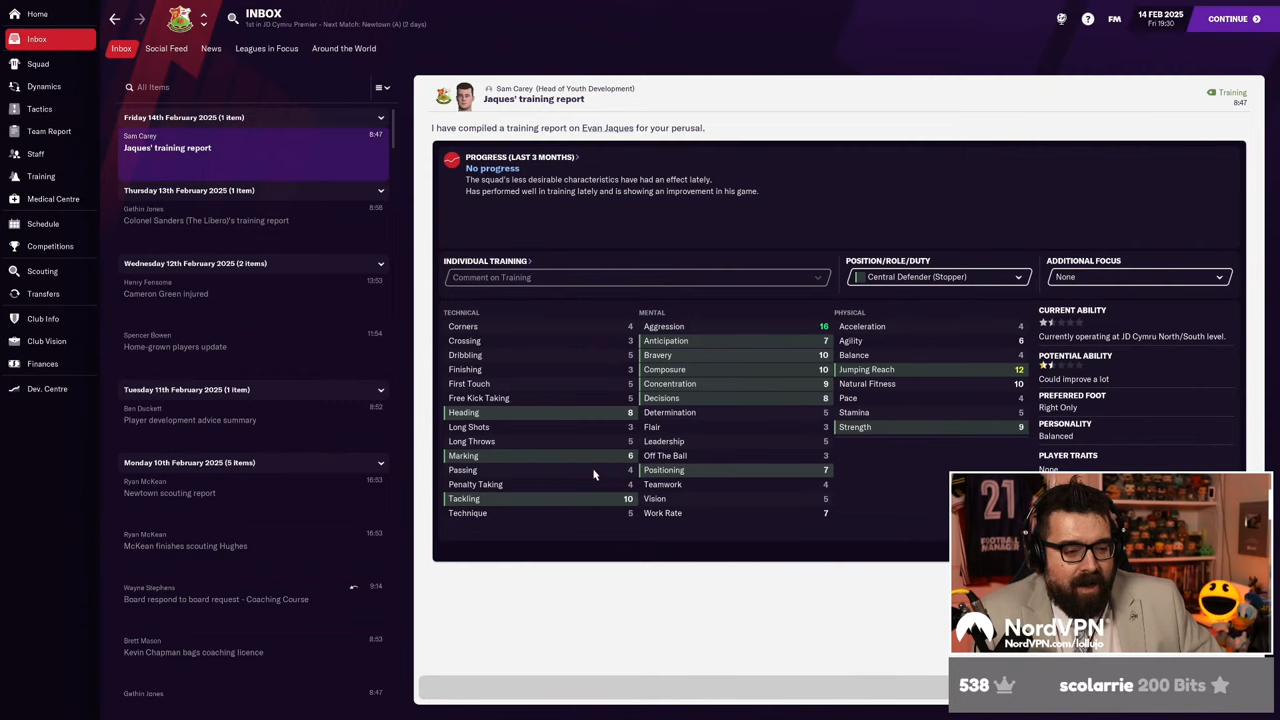 Home
Inbox
Squad
Dynamics
Tactics
Team Report
Staff
Training
Medical Centre
Schedule
Competitions
Scouting
Transfers
Club Info
Club Vision
Finances
Dev. Centre
INBOX
1st in JD Cymru Premier - Next Match: Newtown (A) (2 days)
FM
14 FEB 2025
Fri 19:30
CONTINUE
Inbox Social Feed News Leagues in Focus Around the World
All Items
Friday 14th February 2025 (1 item)
Sam Carey 8:47
Jaques' training report
Thursday 13th February 2025 (1 item)
Gethin Jones 8:58
Colonel Sanders (The Libero)'s training report
Wednesday 12th February 2025 (2 items)
Henry Fensome 13:53
Cameron Green injured
Spencer Bowen 11:54
Home-grown players update
Tuesday 11th February 2025 (1 item)
Ben Duckett 8:52
Player development advice summary
Monday 10th February 2025 (5 items)
Ryan McKean 16:53
Newtown scouting report
Ryan McKean 16:53
McKean finishes scouting Hughes
Wayne Stephens 9:14
Board respond to board request - Coaching Course
Brett Mason 8:53
Kevin Chapman bags coaching licence
Gethin Jones 8:47
Sam Carey (Head of Youth Development)
Jaques' training report
Training
8:47
I have compiled a training report on Evan Jaques for your perusal.
PROGRESS (LAST 3 MONTHS)
No progress
The squad's less desirable characteristics have had an effect lately.
Has performed well in training lately and is showing an improvement in his game.
INDIVIDUAL TRAINING
Comment on Training
POSITION/ROLE/DUTY
Central Defender (Stopper)
ADDITIONAL FOCUS
None
TECHNICAL
Corners 4
Crossing 3
Dribbling 5
Finishing 3
First Touch 5
Free Kick Taking 5
Heading 8
Long Shots 3
Long Throws 5
Marking 6
Passing 4
Penalty Taking 4
Tackling 10
Technique 5
MENTAL
Aggression 16
Anticipation 7
Bravery 10
Composure 10
Concentration 9
Decisions 8
Determination 5
Flair 3
Leadership 5
Off The Ball 3
Positioning 7
Teamwork 4
Vision 5
Work Rate 7
PHYSICAL
Acceleration 4
Agility 6
Balance 4
Jumping Reach 12
Natural Fitness 10
Pace 4
Stamina 5
Strength 9
CURRENT ABILITY
Currently operating at JD Cymru North/South level.
POTENTIAL ABILITY
Could improve a lot
PREFERRED FOOT
Right Only
PERSONALITY
Balanced
PLAYER TRAITS
None
21
FOOTBALL
MANAGER
NordVPN
NordVPN.com/lollujo
538
scolarrie 200 Bits